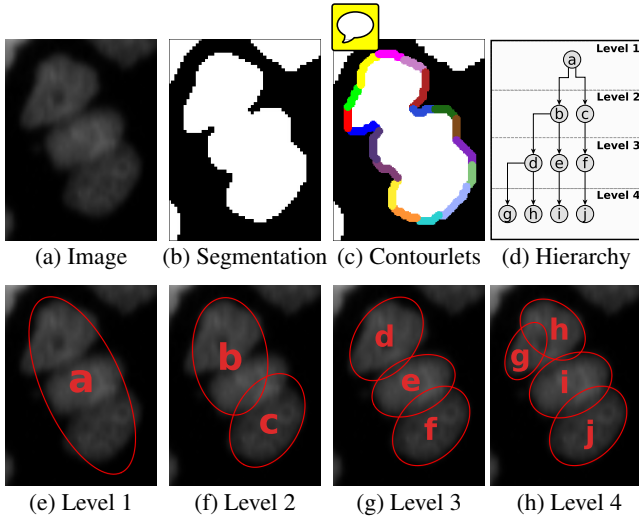 Level 1
a
Level 2
b c
Level 3
d e f
Level 4
g h i j
(a) Image (b) Segmentation (c) Contourlets (d) Hierarchy
a
b
c
d
e
f
h
g
i
j
(e) Level 1 (f) Level 2 (g) Level 3 (h) Level 4